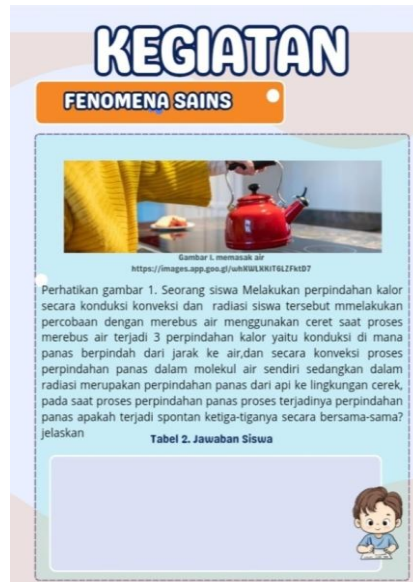 KEGIATAN
FENOMENA SAINS
Gambar 1. memasak air
https://images.app.goo.gl/whXWLXKiT6LZFktD7
Perhatikan gambar 1. Seorang siswa Melakukan perpindahan kalor
secara konduksi konveksi dan radiasi siswa tersebut mmelakukan
percobaan dengan merebus air menggunakan ceret saat proses
merebus air terjadi 3 perpindahan kalor yaitu konduksi di mana
panas berpindah dari jarak ke air,dan secara konveksi proses
perpindahan panas dalam molekul air sendiri sedangkan dalam
radiasi merupakan perpindahan panas dari api ke lingkungan cerek,
pada saat proses perpindahan panas proses terjadinya perpindahan
panas apakah terjadi spontan ketiga-tiganya secara bersama-sama?
jelaskan
Tabel 2. Jawaban Siswa